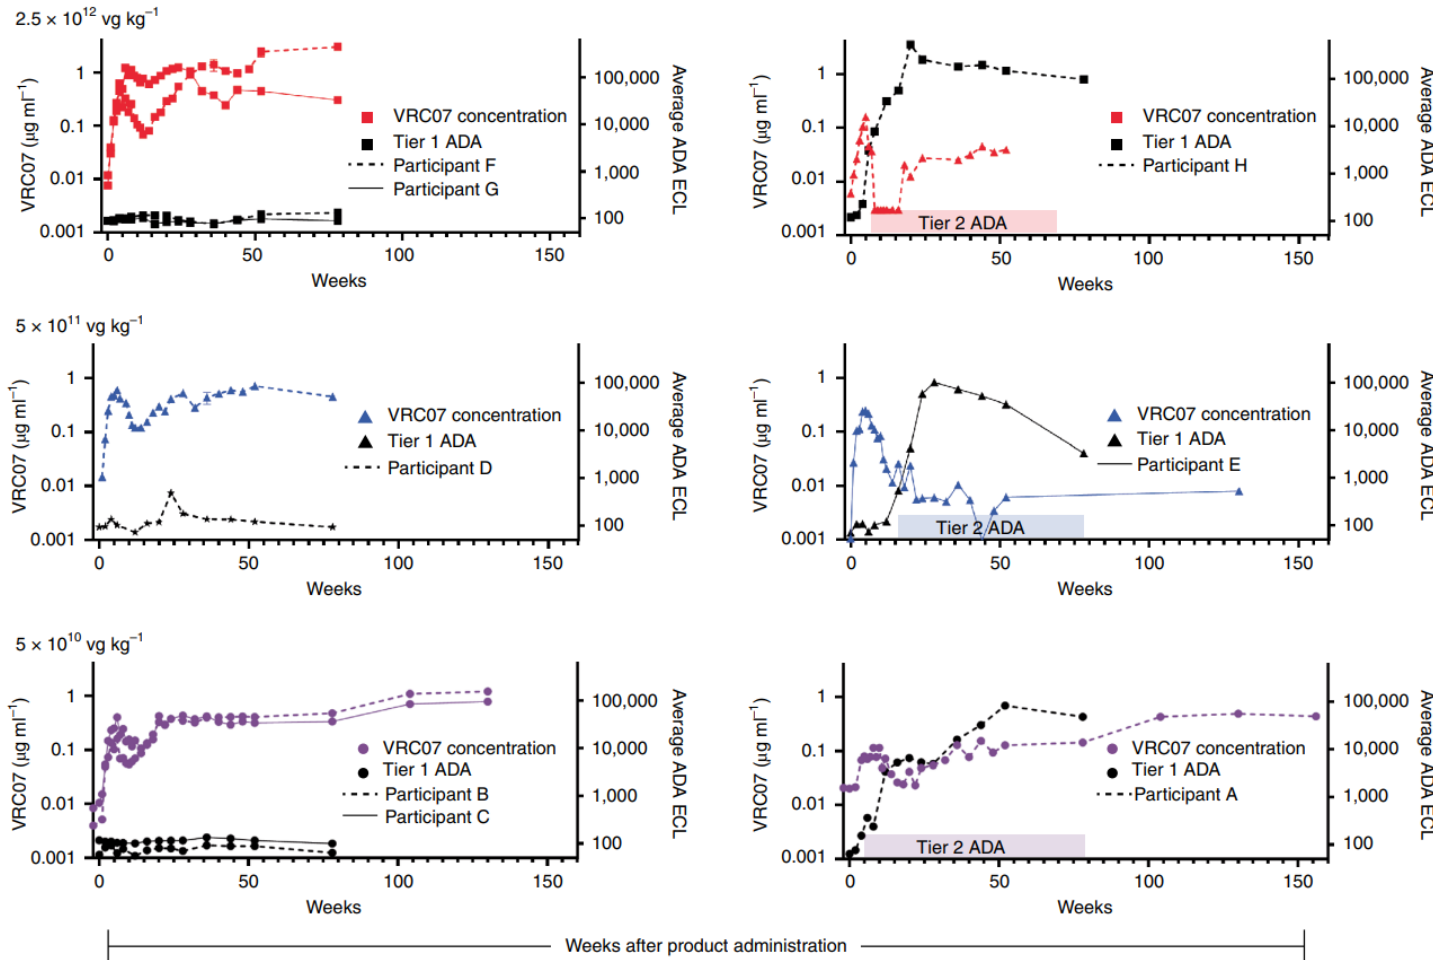 2.5 × 10¹² vg kg⁻¹
VRC07 (μg ml⁻¹)
1
0.1
0.01
0.001
100,000
10,000
1,000
100
Average ADA ECL
VRC07 concentration
Tier 1 ADA
Participant F
Participant G
0 50 100 150
Weeks
VRC07 (μg ml⁻¹)
1
0.1
0.01
0.001
100,000
10,000
1,000
100
Average ADA ECL
VRC07 concentration
Tier 1 ADA
Participant H
Tier 2 ADA
0 50 100 150
Weeks
5 × 10¹¹ vg kg⁻¹
VRC07 (μg ml⁻¹)
1
0.1
0.01
0.001
100,000
10,000
1,000
100
Average ADA ECL
VRC07 concentration
Tier 1 ADA
Participant D
0 50 100 150
Weeks
VRC07 (μg ml⁻¹)
1
0.1
0.01
0.001
100,000
10,000
1,000
100
Average ADA ECL
VRC07 concentration
Tier 1 ADA
Participant E
Tier 2 ADA
0 50 100 150
Weeks
5 × 10¹⁰ vg kg⁻¹
VRC07 (μg ml⁻¹)
1
0.1
0.01
0.001
100,000
10,000
1,000
100
Average ADA ECL
VRC07 concentration
Tier 1 ADA
Participant B
Participant C
0 50 100 150
Weeks
VRC07 (μg ml⁻¹)
1
0.1
0.01
0.001
100,000
10,000
1,000
100
Average ADA ECL
VRC07 concentration
Tier 1 ADA
Participant A
Tier 2 ADA
0 50 100 150
Weeks
Weeks after product administration